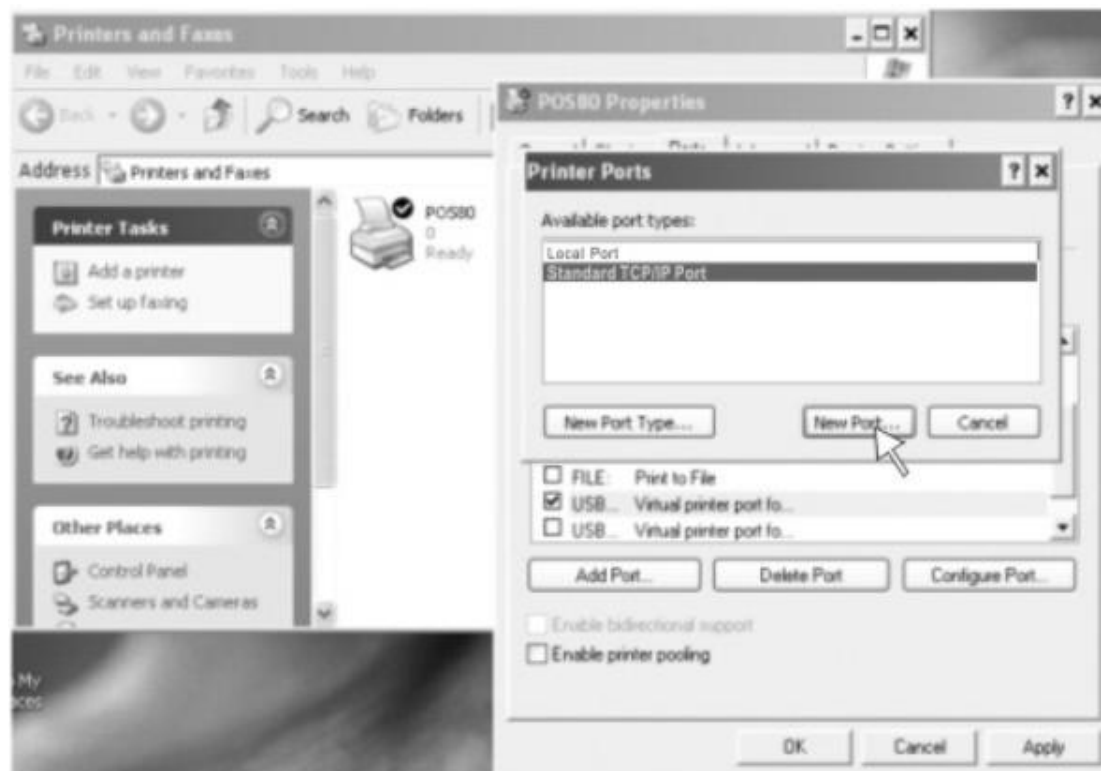 Printers and Faxes
File Edit View Favorites Tools Help
Back Search Folders
Address Printers and Faxes
Printer Tasks
Add a printer
Set up faxing
See Also
Troubleshoot printing
Get help with printing
Other Places
Control Panel
Scanners and Cameras
POS80
0
Ready
My
POS80 Properties
Ports
Printer Ports
Available port types:
Local Port
Standard TCP/IP Port
New Port Type... New Port... Cancel
FILE: Print to File
USB... Virtual printer port fo...
USB... Virtual printer port fo...
Add Port... Delete Port Configure Port...
Enable bidirectional support
Enable printer pooling
OK Cancel Apply